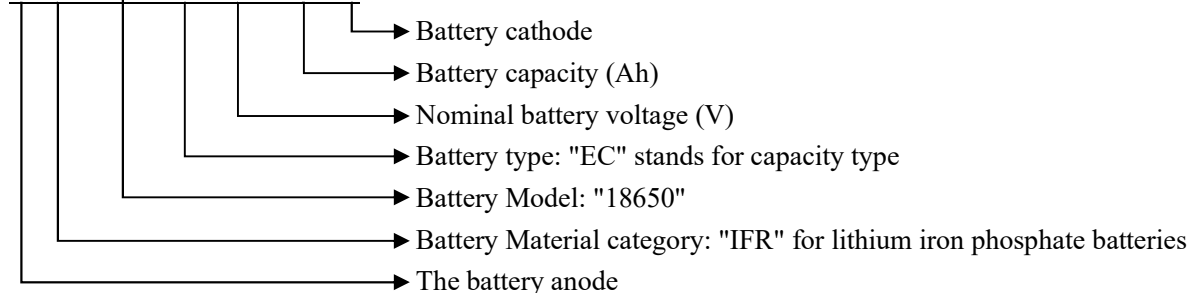 Battery cathode
Battery capacity (Ah)
Nominal battery voltage (V)
Battery type: "EC" stands for capacity type
Battery Model: "18650"
Battery Material category: "IFR" for lithium iron phosphate batteries
The battery anode